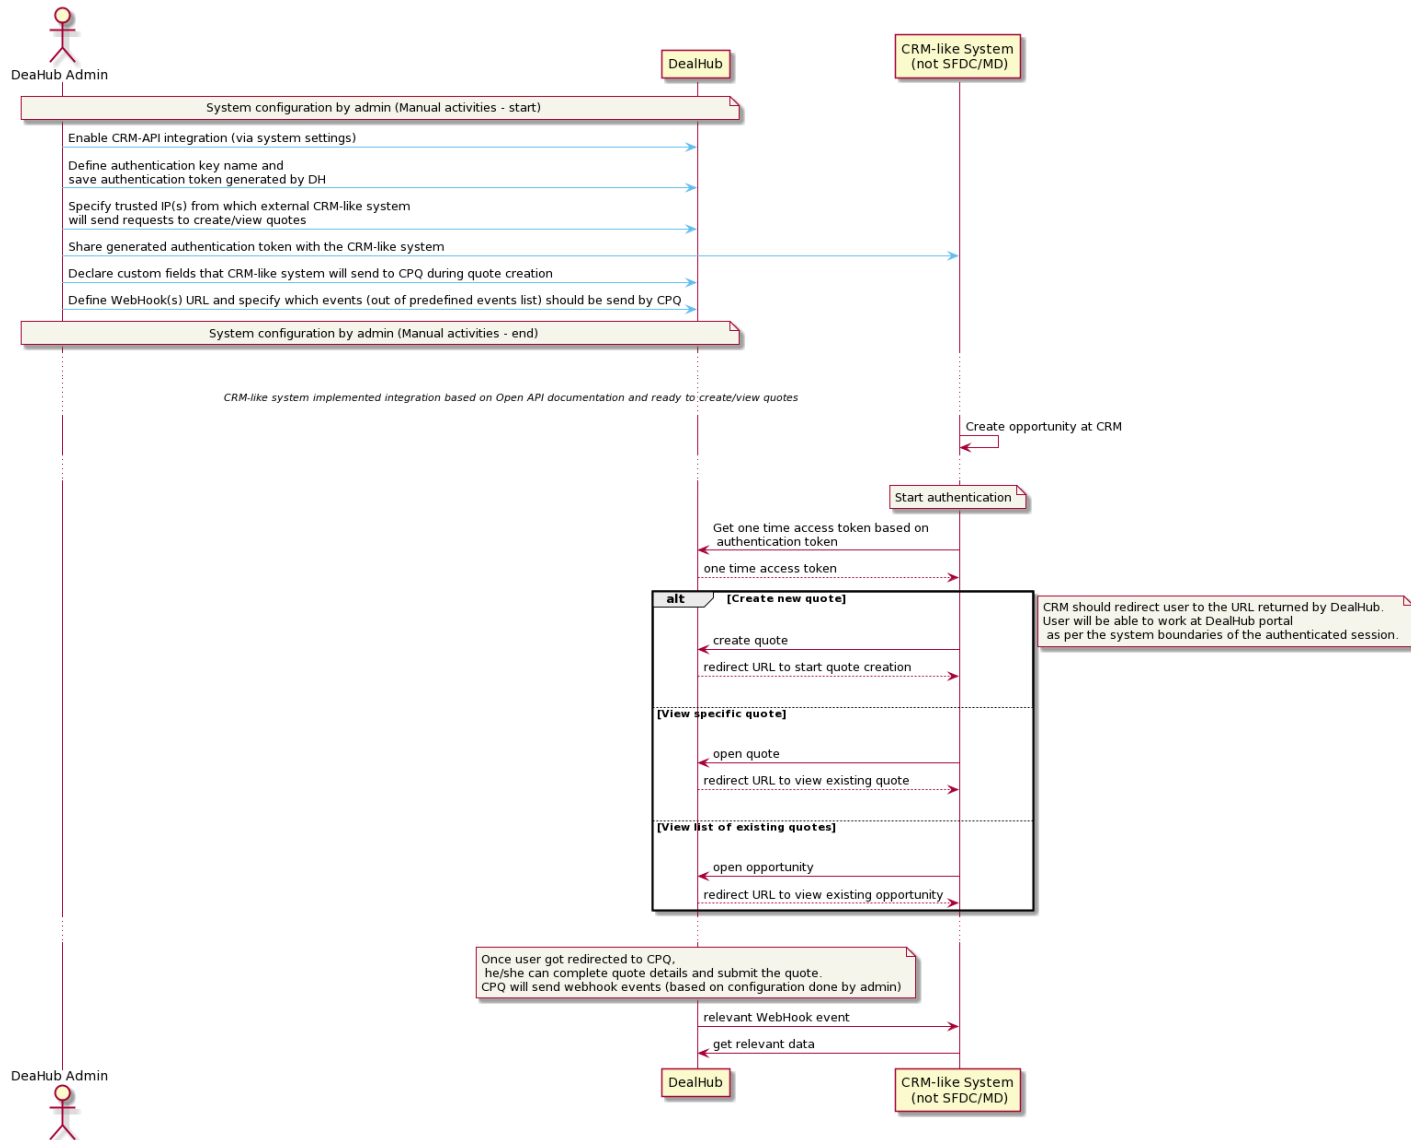 DeaHub Admin
DealHub
CRM-like System
(not SFDC/MD)
System configuration by admin (Manual activities - start)
Enable CRM-API integration (via system settings)
Define authentication key name and
save authentication token generated by DH
Specify trusted IP(s) from which external CRM-like system
will send requests to create/view quotes
Share generated authentication token with the CRM-like system
Declare custom fields that CRM-like system will send to CPQ during quote creation
Define WebHook(s) URL and specify which events (out of predefined events list) should be send by CPQ
System configuration by admin (Manual activities - end)
CRM-like system implemented integration based on Open API documentation and ready to create/view quotes
Create opportunity at CRM
Start authentication
Get one time access token based on
authentication token
one time access token
alt [Create new quote]
CRM should redirect user to the URL returned by DealHub.
User will be able to work at DealHub portal
as per the system boundaries of the authenticated session.
create quote
redirect URL to start quote creation
[View specific quote]
open quote
redirect URL to view existing quote
[View list of existing quotes]
open opportunity
redirect URL to view existing opportunity
Once user got redirected to CPQ,
he/she can complete quote details and submit the quote.
CPQ will send webhook events (based on configuration done by admin)
relevant WebHook event
get relevant data
DeaHub Admin
DealHub
CRM-like System
(not SFDC/MD)